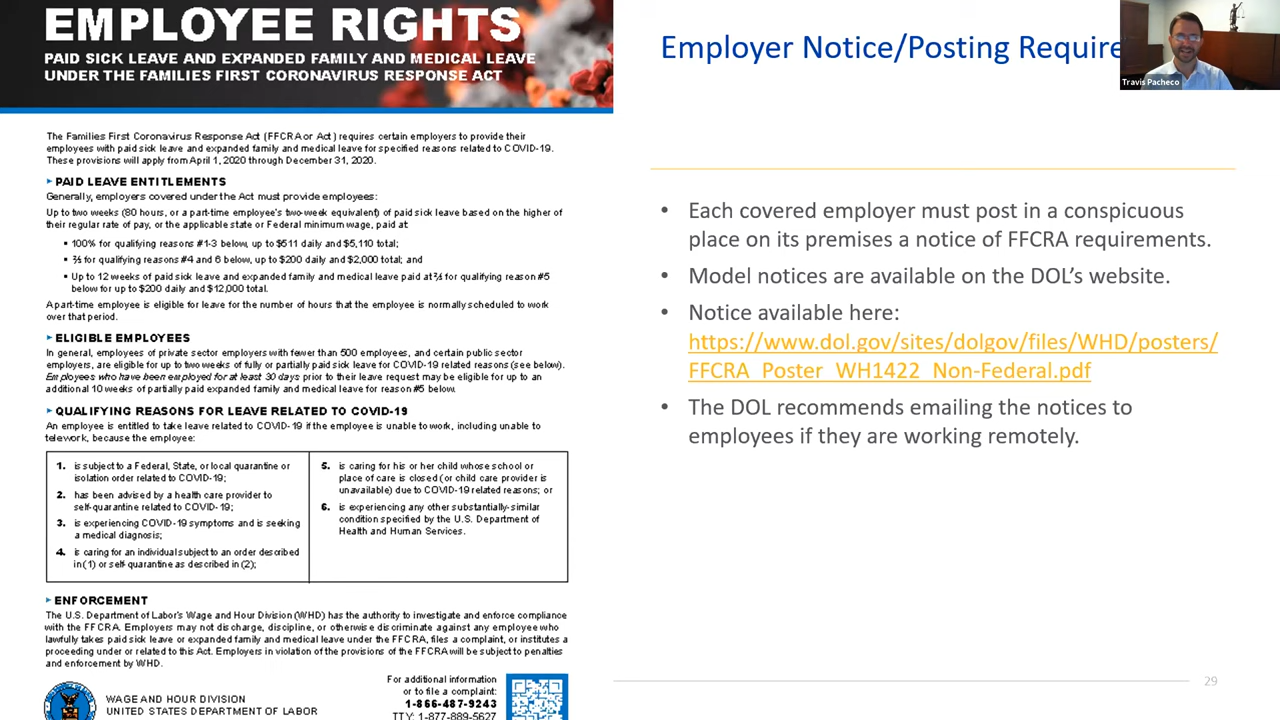 EMPLOYEE RIGHTS
PAID SICK LEAVE AND EXPANDED FAMILY AND MEDICAL LEAVE
UNDER THE FAMILIES FIRST CORONAVIRUS RESPONSE ACT
The Families First Coronavirus Response Act (FFCRA or Act) requires certain employers to provide their
employees with paid sick leave and expanded family and medical leave for specified reasons related to COVID-19.
These provisions will apply from April 1, 2020 through December 31, 2020.
► PAID LEAVE ENTITLEMENTS
Generally, employers covered under the Act must provide employees:
Up to two weeks (80 hours, or a part-time employee's two-week equivalent) of paid sick leave based on the higher of
their regular rate of pay, or the applicable state or Federal minimum wage, paid at:
▪ 100% for qualifying reasons #1-3 below, up to $511 daily and $5,110 total;
▪ ⅔ for qualifying reasons #4 and 6 below, up to $200 daily and $2,000 total; and
▪ Up to 12 weeks of paid sick leave and expanded family and medical leave paid at ⅔ for qualifying reason #5
below for up to $200 daily and $12,000 total.
A part-time employee is eligible for leave for the number of hours that the employee is normally scheduled to work
over that period.
► ELIGIBLE EMPLOYEES
In general, employees of private sector employers with fewer than 500 employees, and certain public sector
employers, are eligible for up to two weeks of fully or partially paid sick leave for COVID-19 related reasons (see below).
Employees who have been employed for at least 30 days prior to their leave request may be eligible for up to an
additional 10 weeks of partially paid expanded family and medical leave for reason #5 below.
► QUALIFYING REASONS FOR LEAVE RELATED TO COVID-19
An employee is entitled to take leave related to COVID-19 if the employee is unable to work, including unable to
telework, because the employee:
1. is subject to a Federal, State, or local quarantine or
isolation order related to COVID-19;
2. has been advised by a health care provider to
self-quarantine related to COVID-19;
3. is experiencing COVID-19 symptoms and is seeking
a medical diagnosis;
4. is caring for an individual subject to an order described
in (1) or self-quarantine as described in (2);
5. is caring for his or her child whose school or
place of care is closed (or child care provider is
unavailable) due to COVID-19 related reasons; or
6. is experiencing any other substantially-similar
condition specified by the U.S. Department of
Health and Human Services.
► ENFORCEMENT
The U.S. Department of Labor's Wage and Hour Division (WHD) has the authority to investigate and enforce compliance
with the FFCRA. Employers may not discharge, discipline, or otherwise discriminate against any employee who
lawfully takes paid sick leave or expanded family and medical leave under the FFCRA, files a complaint, or institutes a
proceeding under or related to this Act. Employers in violation of the provisions of the FFCRA will be subject to penalties
and enforcement by WHD.
WAGE AND HOUR DIVISION
UNITED STATES DEPARTMENT OF LABOR
For additional information
or to file a complaint:
1-866-487-9243
TTY: 1-877-889-5627
Employer Notice/Posting Require
Travis Pacheco
• Each covered employer must post in a conspicuous
place on its premises a notice of FFCRA requirements.
• Model notices are available on the DOL's website.
• Notice available here:
https://www.dol.gov/sites/dolgov/files/WHD/posters/
FFCRA_Poster_WH1422_Non-Federal.pdf
• The DOL recommends emailing the notices to
employees if they are working remotely.
29